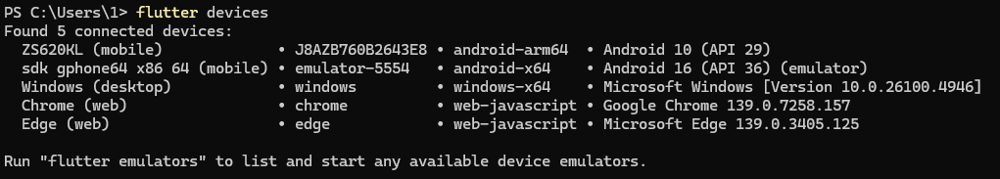 PS C:\Users\1> flutter devices
Found 5 connected devices:
  ZS620KL (mobile)            • J8AZB760B2643E8 • android-arm64  • Android 10 (API 29)
  sdk gphone64 x86 64 (mobile) • emulator-5554   • android-x64    • Android 16 (API 36) (emulator)
  Windows (desktop)           • windows         • windows-x64    • Microsoft Windows [Version 10.0.26100.4946]
  Chrome (web)                • chrome          • web-javascript • Google Chrome 139.0.7258.157
  Edge (web)                  • edge            • web-javascript • Microsoft Edge 139.0.3405.125
Run "flutter emulators" to list and start any available device emulators.